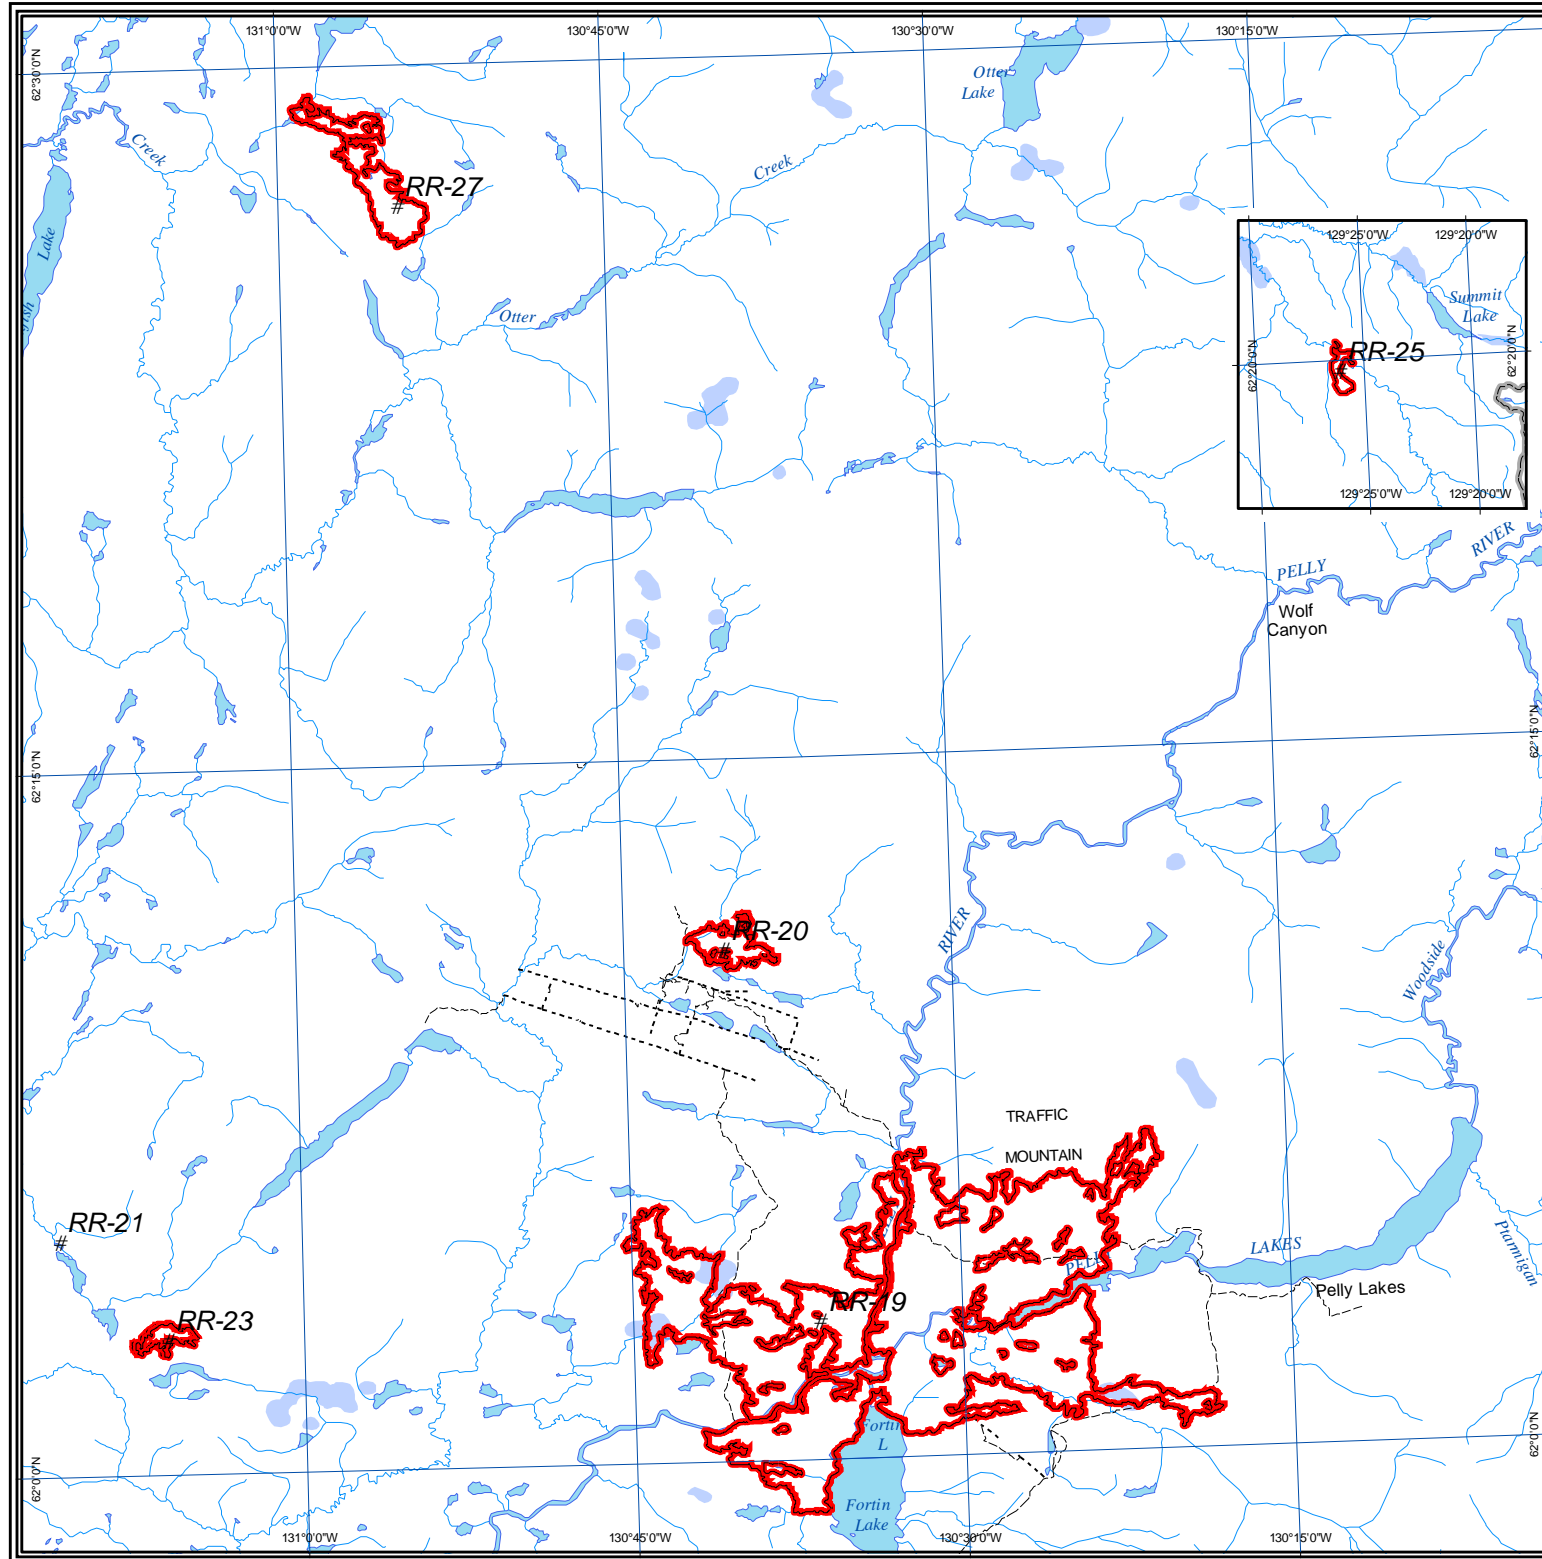 131°0'0"W
130°45'0"W
130°30'0"W
130°15'0"W
62°30'0"N
Otter
Lake
Creek
Creek
RR-27
#
Lake
Otter
129°25'0"W
129°20'0"W
Summit
Lake
62°20'0"N
62°20'0"N
RR-25
#
129°25'0"W
129°20'0"W
RIVER
PELLY
Wolf
Canyon
62°15'0"N
62°15'0"N
RR-20
#
RIVER
Woodside
TRAFFIC
MOUNTAIN
RR-21
#
Ptarmigan
LAKES
PELLY
Pelly Lakes
RR-19
#
RR-23
#
Fortin
L
62°0'0"N
62°0'0"N
Fortin
Lake
131°0'0"W
130°45'0"W
130°30'0"W
130°15'0"W